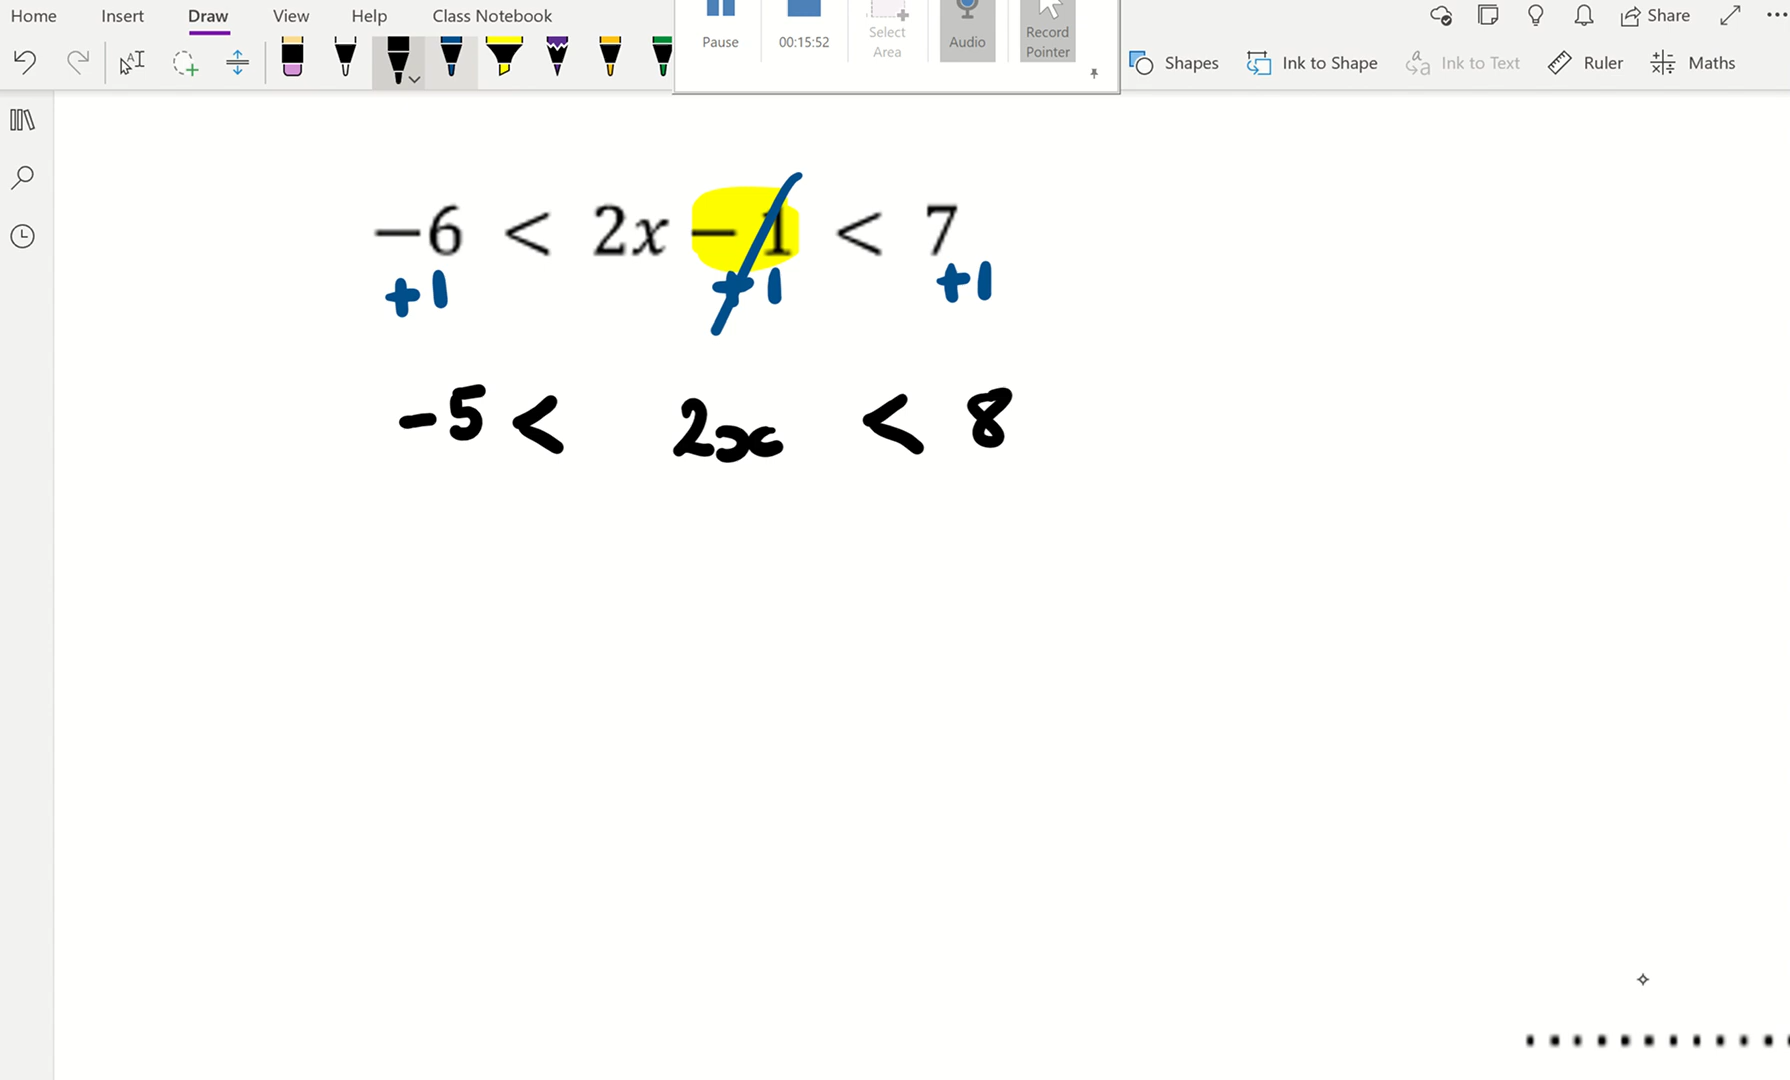 Home Insert Draw View Help Class Notebook Share
Pause 00:15:52 Select Area Audio Record Pointer
Shapes Ink to Shape Ink to Text Ruler Maths
−6 < 2x − 1 < 7
+1 +1 +1
-5 < 2x < 8